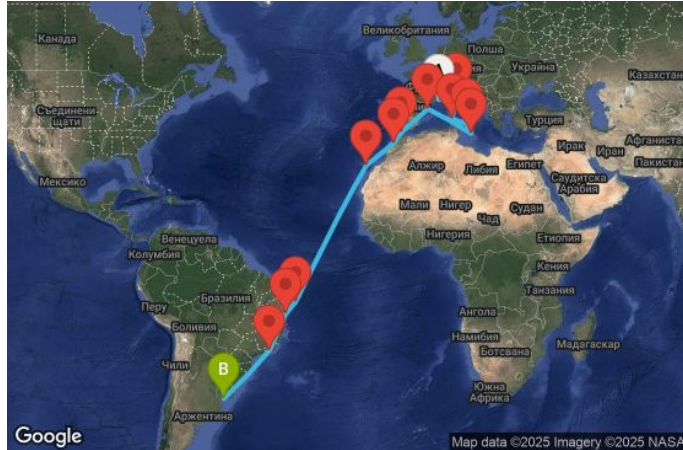 Великобритания
Канада
Полша
Украйна
Казахстан
Съединени
щати
Турция
Афганистан
Ирак
Иран
Пакистан
Алжир
Либия
Египет
Саудитска
Арабия
Мексико
Мали
Нигер
Чад
Судан
Венецуела
Нигерия
Етиопия
Колумбия
Кения
Бразилия
Танзания
Перу
Ангола
Боливия
Намибия
Мадагаскар
Ботсвана
Чили
B
Южна
Африка
Аржентина
Google
Map data ©2025 Imagery ©2025 NASA